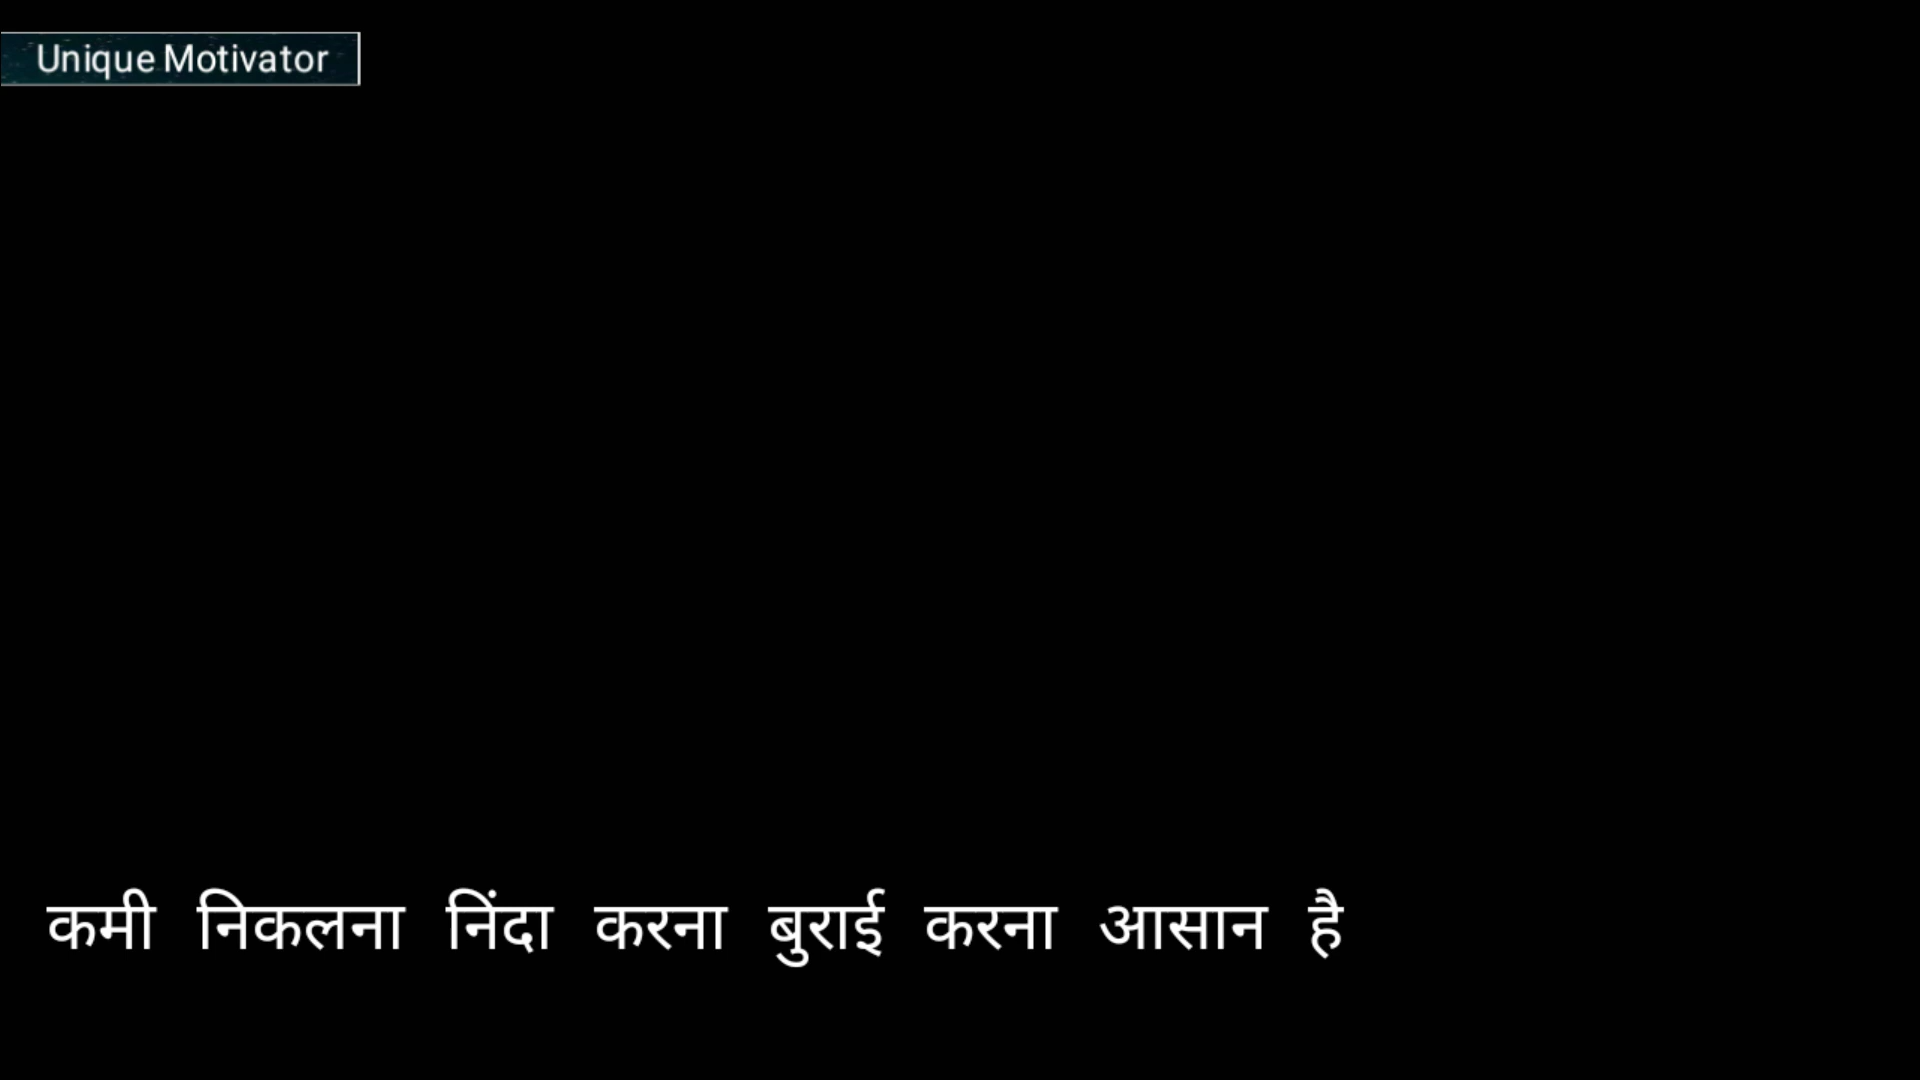 Unique Motivator
कमी निकलना निंदा करना बुराई करना आसान है